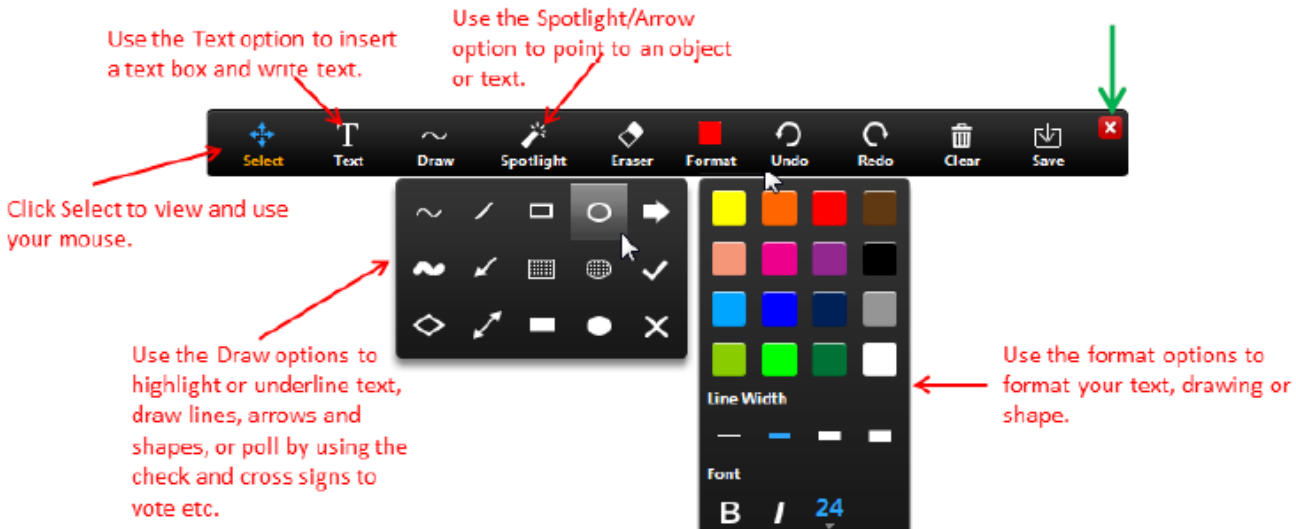 Use the Text option to insert
a text box and write text.
Use the Spotlight/Arrow
option to point to an object
or text.
Select
Text
Draw
Spotlight
Eraser
Format
Undo
Redo
Clear
Save
Click Select to view and use
your mouse.
Use the Draw options to
highlight or underline text,
draw lines, arrows and
shapes, or poll by using the
check and cross signs to
vote etc.
Line Width
Font
B I 24
Use the format options to
format your text, drawing or
shape.